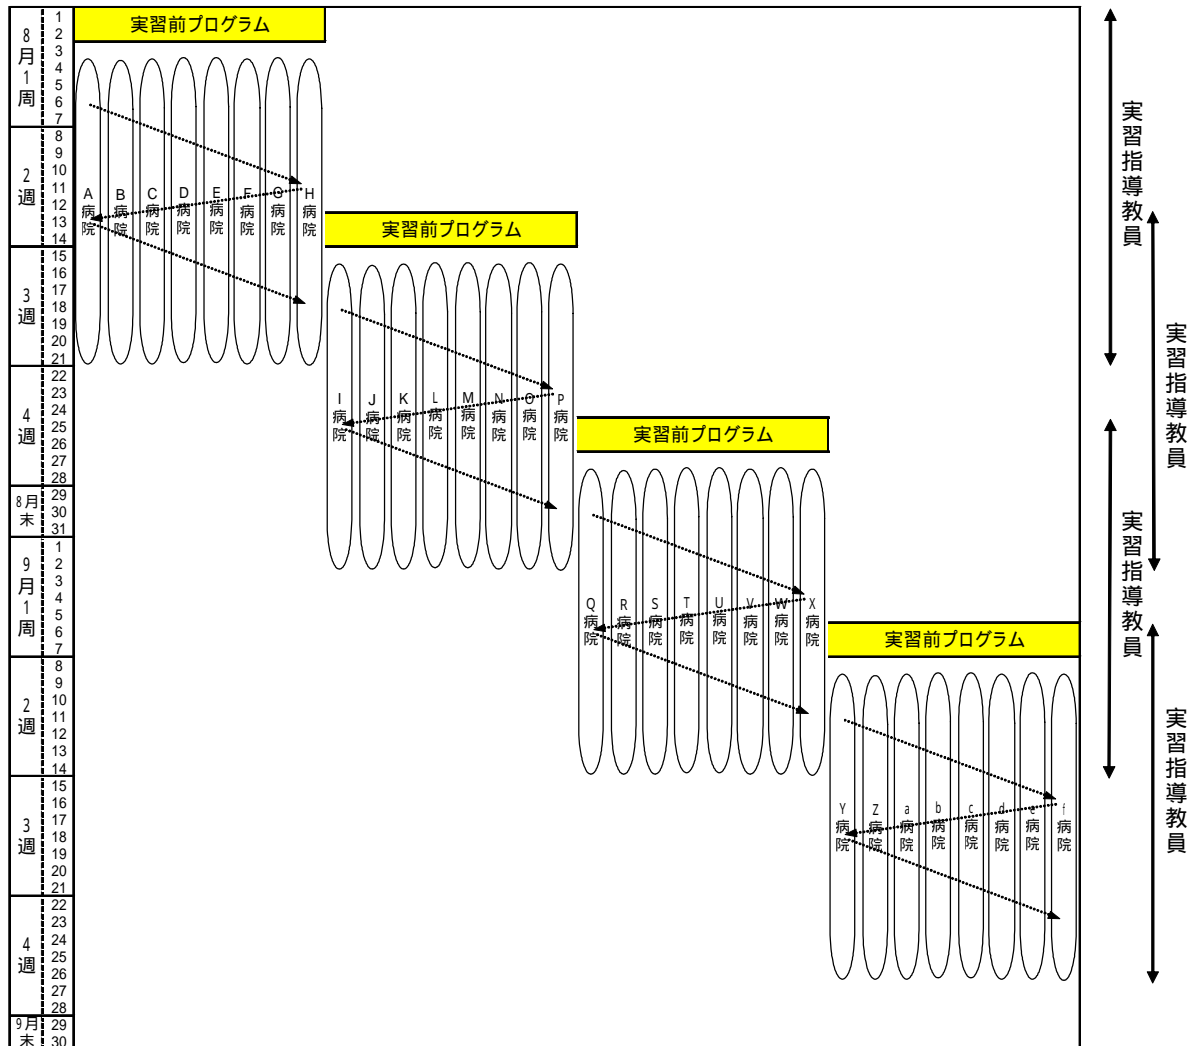 8月1周
1
2
3
4
5
6
7
2週
8
9
10
11
12
13
14
3週
15
16
17
18
19
20
21
4週
22
23
24
25
26
27
28
8月末
29
30
31
9月1周
1
2
3
4
5
6
7
2週
8
9
10
11
12
13
14
3週
15
16
17
18
19
20
21
4週
22
23
24
25
26
27
28
9月末
29
30
実習前プログラム
A病院
B病院
C病院
D病院
E病院
F病院
G病院
H病院
実習前プログラム
I病院
J病院
K病院
L病院
M病院
N病院
O病院
P病院
実習前プログラム
Q病院
R病院
S病院
T病院
U病院
V病院
W病院
X病院
実習前プログラム
Y病院
Z病院
a病院
b病院
c病院
d病院
e病院
f病院
実習指導教員
実習指導教員
実習指導教員
実習指導教員